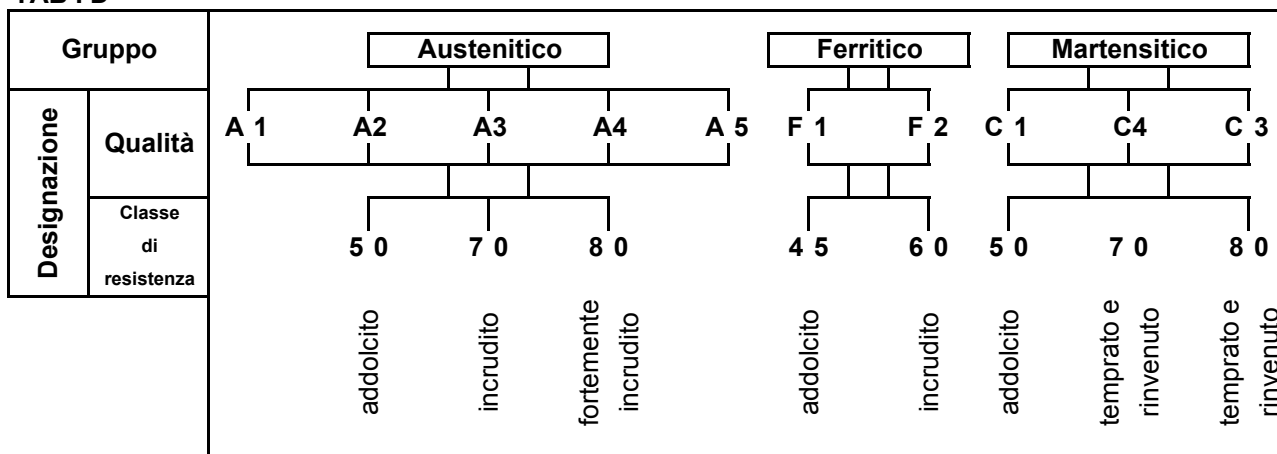 Gruppo
Austenitico
Ferritico
Martensitico
Designazione
Qualità
A 1
A2
A3
A4
A 5
F 1
F 2
C 1
C4
C 3
Classe
di
resistenza
5 0
7 0
8 0
4 5
6 0
5 0
7 0
8 0
addolcito
incrudito
fortemente
incrudito
addolcito
incrudito
addolcito
temprato e
rinvenuto
temprato e
rinvenuto